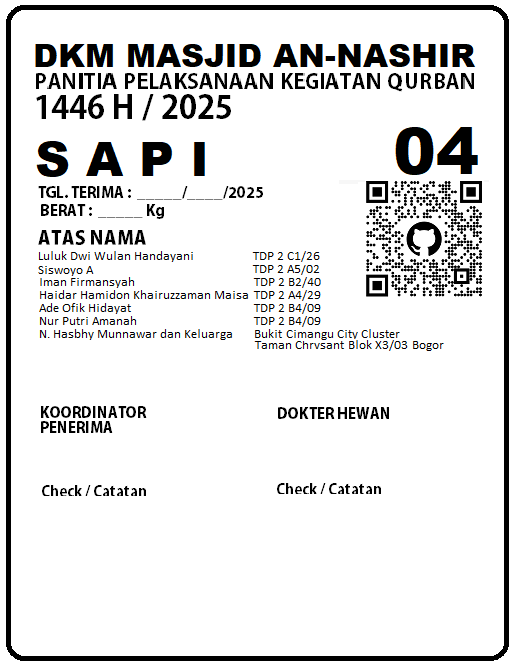 DKM MASJID AN-NASHIR
PANITIA PELAKSANAAN KEGIATAN QURBAN
1446 H / 2025
SAPI 04
TGL. TERIMA : _____/____/2025
BERAT : _____ Kg
ATAS NAMA
Luluk Dwi Wulan Handayani TDP 2 C1/26
Siswoyo A TDP 2 A5/02
Iman Firmansyah TDP 2 B2/40
Haidar Hamidon Khairuzzaman Maisa TDP 2 A4/29
Ade Ofik Hidayat TDP 2 B4/09
Nur Putri Amanah TDP 2 B4/09
N. Hasbhy Munnawar dan Keluarga Bukit Cimangu City Cluster
Taman Chrvsant Blok X3/03 Bogor
KOORDINATOR DOKTER HEWAN
PENERIMA
Check / Catatan Check / Catatan